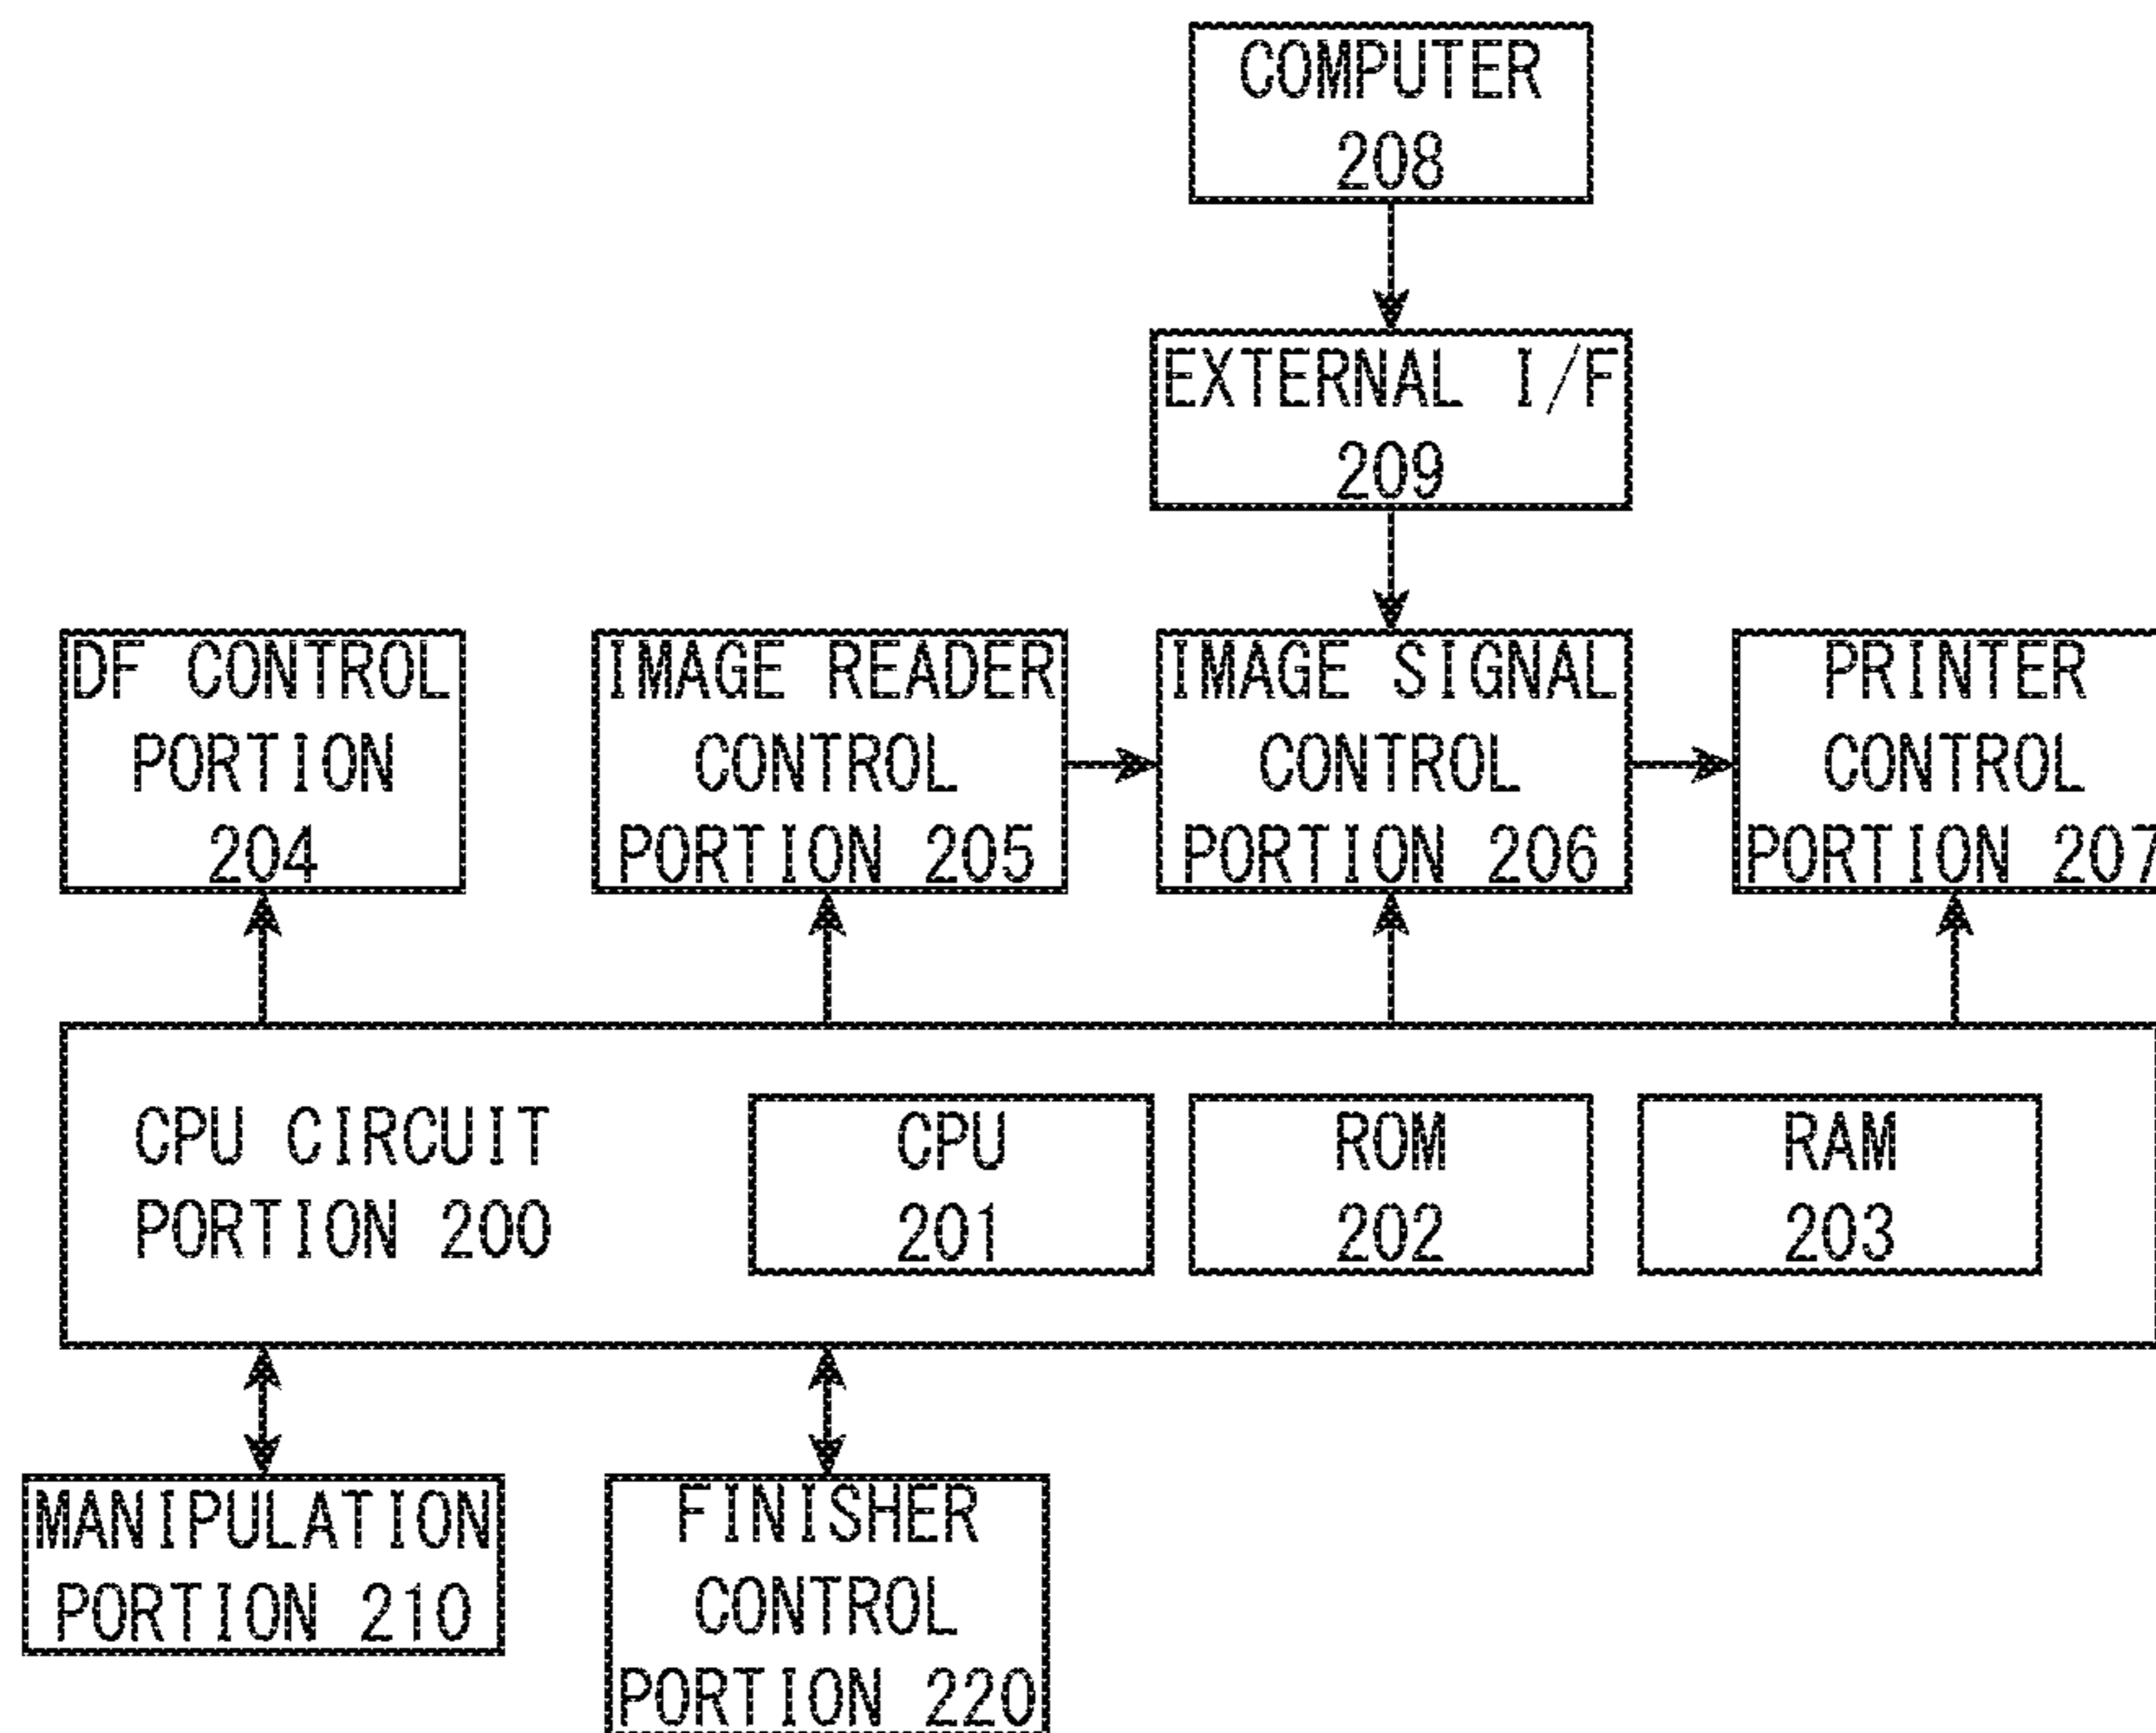 COMPUTER
208
EXTERNAL I/F
209
DF CONTROL
PORTION
204
IMAGE READER
CONTROL
PORTION 205
IMAGE SIGNAL
CONTROL
PORTION 206
PRINTER
CONTROL
PORTION 207
CPU CIRCUIT
PORTION 200
CPU
201
ROM
202
RAM
203
MANIPULATION
PORTION 210
FINISHER
CONTROL
PORTION 220